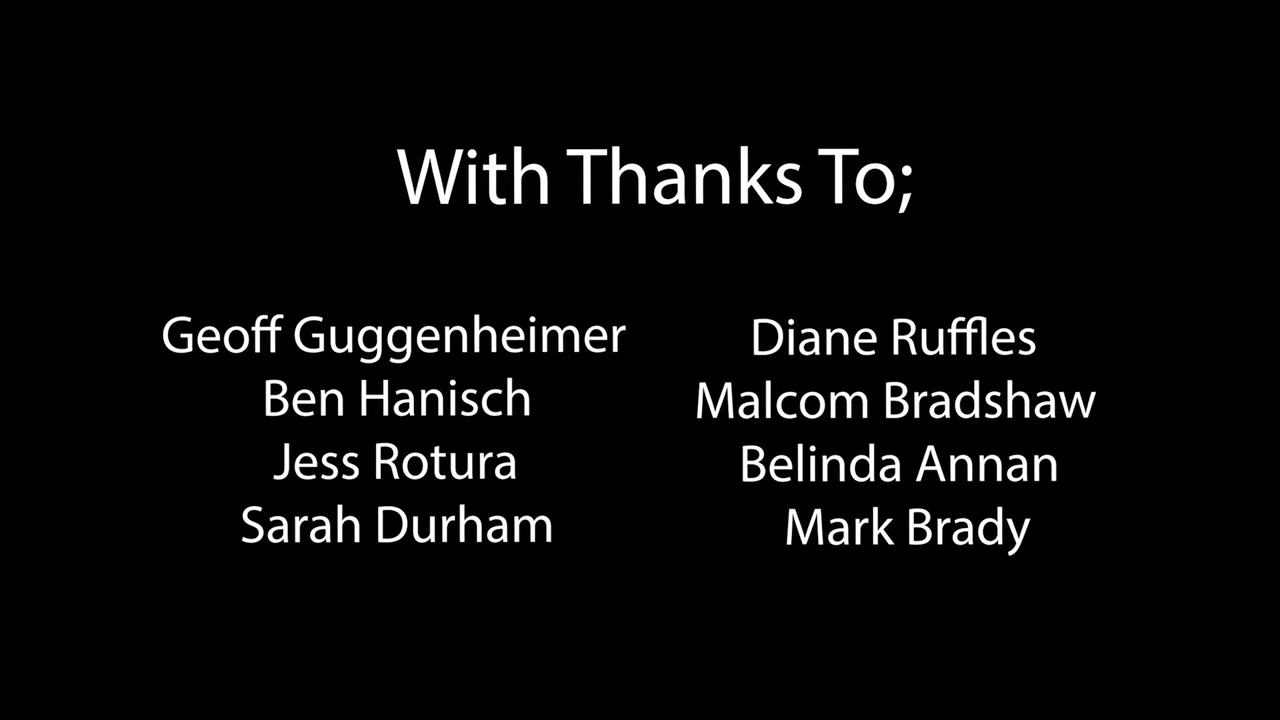 With Thanks To;
Geoff Guggenheimer
Ben Hanisch
Jess Rotura
Sarah Durham
Diane Ruffles
Malcom Bradshaw
Belinda Annan
Mark Brady